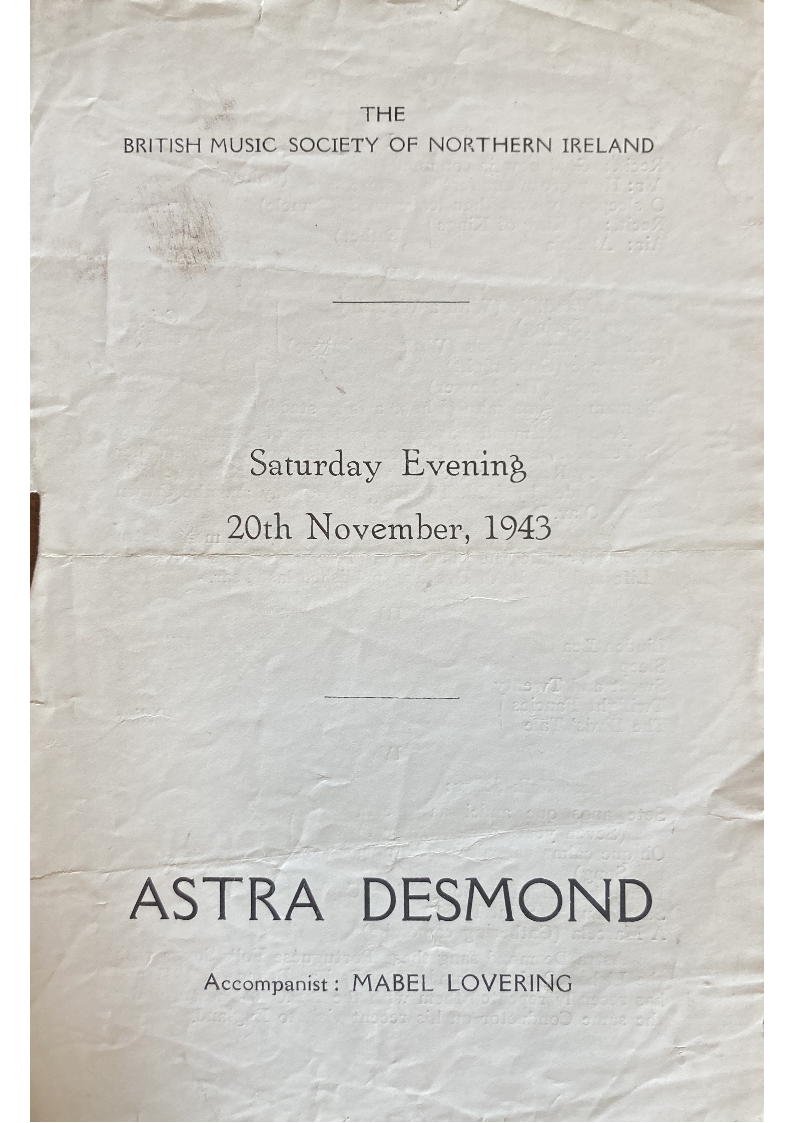 THE
BRITISH MUSIC SOCIETY OF NORTHERN IRELAND
Saturday Evening
20th November, 1943
ASTRA DESMOND
Accompanist : MABEL LOVERING